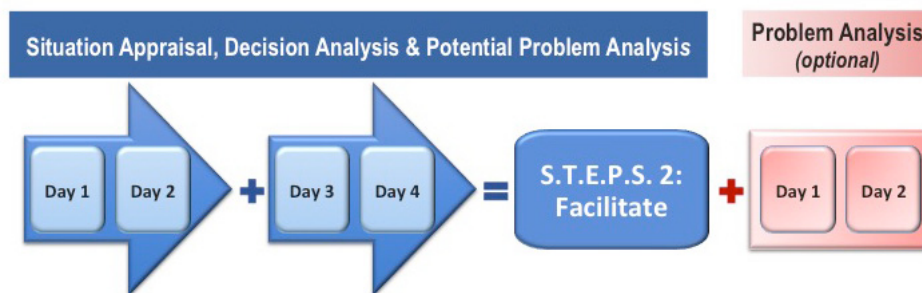 Situation Appraisal, Decision Analysis & Potential Problem Analysis
Problem Analysis
(optional)
Day 1
Day 2
+
Day 3
Day 4
=
S.T.E.P.S. 2:
Facilitate
+
Day 1
Day 2